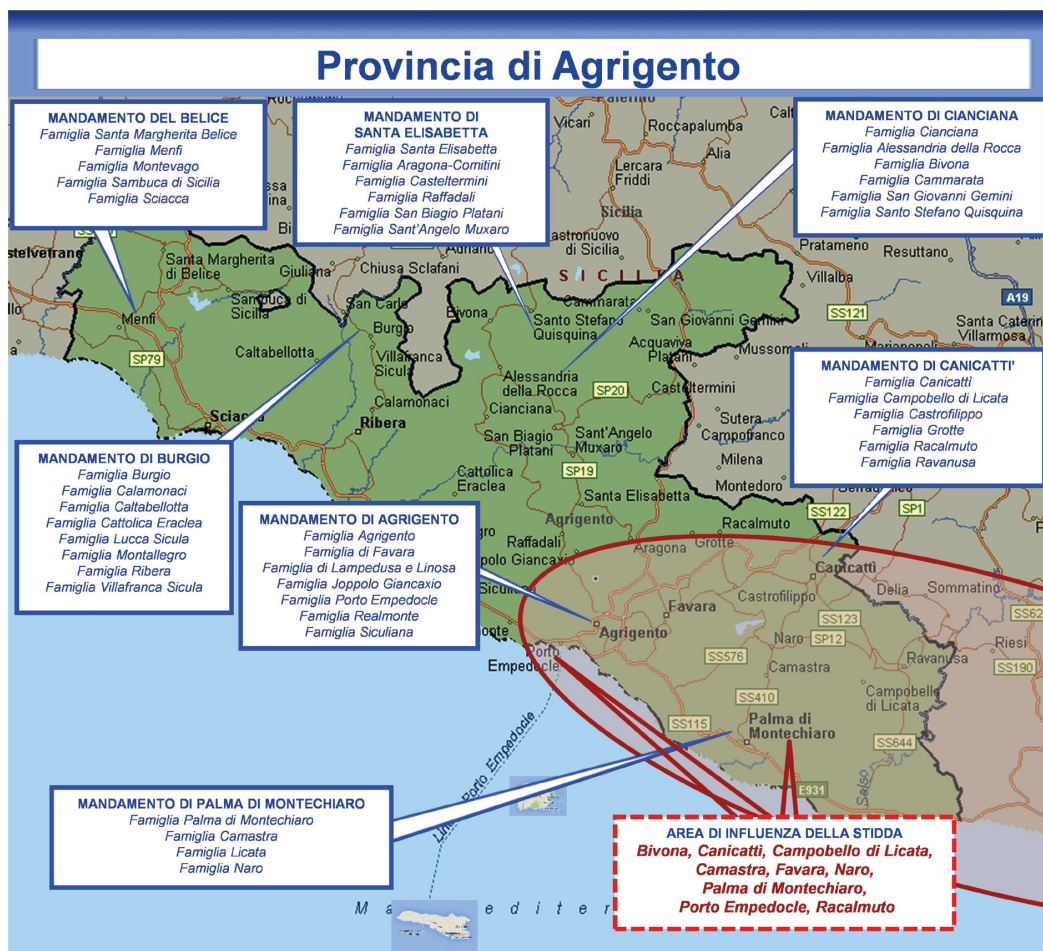 Provincia di Agrigento
MANDAMENTO DEL BELICE
Famiglia Santa Margherita Belice
Famiglia Menfi
Famiglia Montevago
Famiglia Sambuca di Sicilia
Famiglia Sciacca
MANDAMENTO DI
SANTA ELISABETTA
Famiglia Santa Elisabetta
Famiglia Aragona-Comitini
Famiglia Casteltermini
Famiglia Raffadali
Famiglia San Biagio Platani
Famiglia Sant'Angelo Muxaro
MANDAMENTO DI CIANCIANA
Famiglia Cianciana
Famiglia Alessandria della Rocca
Famiglia Bivona
Famiglia Cammarata
Famiglia San Giovanni Gemini
Famiglia Santo Stefano Quisquina
Vicari
Roccapalumba
Alia
Lercara
Friddi
Sicilia
Castronuovo
di Sicilia
SICILIA
Pratameno
Resuttano
Villalba
A19
Santa Caterin
Villarmosa
SS121
Marianopoli
Mussomeli
Santa Margherita
di Belice
Giuliana
Chiusa Sclafani
Adriano
Sambuca di
Sicilia
San Carlo
Burgio
Bivona
Cammarata
Santo Stefano
Quisquina
San Giovanni Gemini
Acquaviva
Platani
Menfi
SP79
Caltabellotta
Villafranca
Sicula
Alessandria
della Rocca
SP20
Casteltermini
Calamonaci
Cianciana
Sciacca
Ribera
San Biagio
Platani
Sant'Angelo
Muxaro
Sutera
Campofranco
Milena
Montedoro
Cattolica
Eraclea
SP19
Santa Elisabetta
MANDAMENTO DI CANICATTI'
Famiglia Canicattì
Famiglia Campobello di Licata
Famiglia Castrofilippo
Famiglia Grotte
Famiglia Racalmuto
Famiglia Ravanusa
MANDAMENTO DI BURGIO
Famiglia Burgio
Famiglia Calamonaci
Famiglia Caltabellotta
Famiglia Cattolica Eraclea
Famiglia Lucca Sicula
Famiglia Montallegro
Famiglia Ribera
Famiglia Villafranca Sicula
MANDAMENTO DI AGRIGENTO
Famiglia Agrigento
Famiglia di Favara
Famiglia di Lampedusa e Linosa
Famiglia Joppolo Giancaxio
Famiglia Porto Empedocle
Famiglia Realmonte
Famiglia Siculiana
Agrigento
SS122
SP1
Racalmuto
Raffadali
Aragona
Grotte
Giancaxio
Canicattì
Delia
Sommatino
Castrofilippo
Favara
Agrigento
SS123
SP12
Naro
Riesi
SS190
Porto
Empedocle
SS576
Camastra
Ravanusa
Campobello
di Licata
SS410
SS115
Palma di
Montechiaro
SS644
E931
Salso
MANDAMENTO DI PALMA DI MONTECHIARO
Famiglia Palma di Montechiaro
Famiglia Camastra
Famiglia Licata
Famiglia Naro
AREA DI INFLUENZA DELLA STIDDA
Bivona, Canicattì, Campobello di Licata,
Camastra, Favara, Naro,
Palma di Montechiaro,
Porto Empedocle, Racalmuto